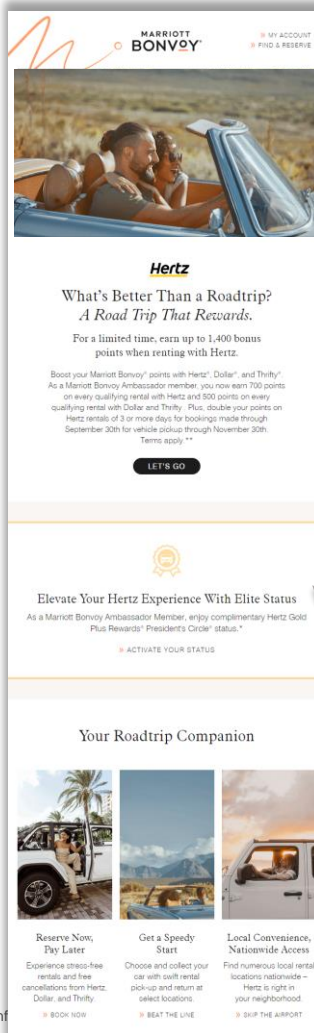 MARRIOTT
BONVOY
» MY ACCOUNT
» FIND & RESERVE
Hertz
What's Better Than a Roadtrip?
A Road Trip That Rewards.
For a limited time, earn up to 1,400 bonus
points when renting with Hertz.
Boost your Marriott Bonvoy® points with Hertz®, Dollar®, and Thrifty®.
As a Marriott Bonvoy Ambassador member, you now earn 700 points
on every qualifying rental with Hertz and 500 points on every
qualifying rental with Dollar and Thrifty. Plus, double your points on
Hertz rentals of 3 or more days for bookings made through
September 30th for vehicle pickup through November 30th.
Terms apply.**
LET'S GO
Elevate Your Hertz Experience With Elite Status
As a Marriott Bonvoy Ambassador Member, enjoy complimentary Hertz Gold
Plus Rewards® President's Circle® status.*
» ACTIVATE YOUR STATUS
Your Roadtrip Companion
Reserve Now,
Pay Later
Experience stress-free
rentals and free
cancellations from Hertz,
Dollar, and Thrifty.
» BOOK NOW
Get a Speedy
Start
Choose and collect your
car with swift rental
pick-up and return at
select locations.
» BEAT THE LINE
Local Convenience,
Nationwide Access
Find numerous local rental
locations nationwide –
Hertz is right in
your neighborhood.
» SKIP THE AIRPORT